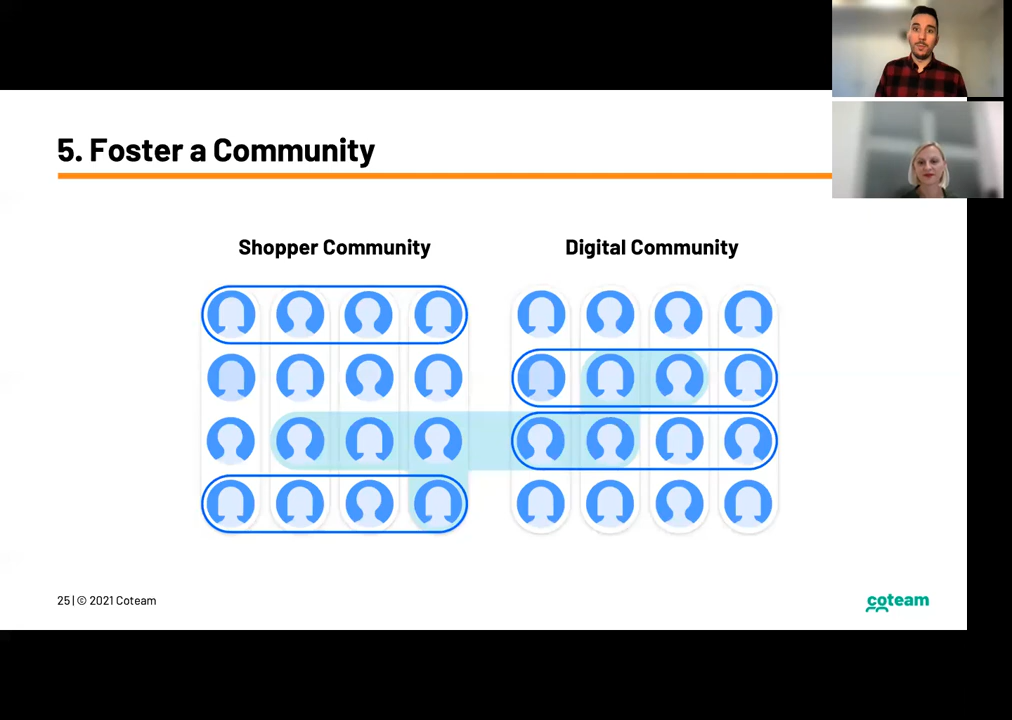 5. Foster a Community
Shopper Community
Digital Community
25 | © 2021 Coteam
coteam